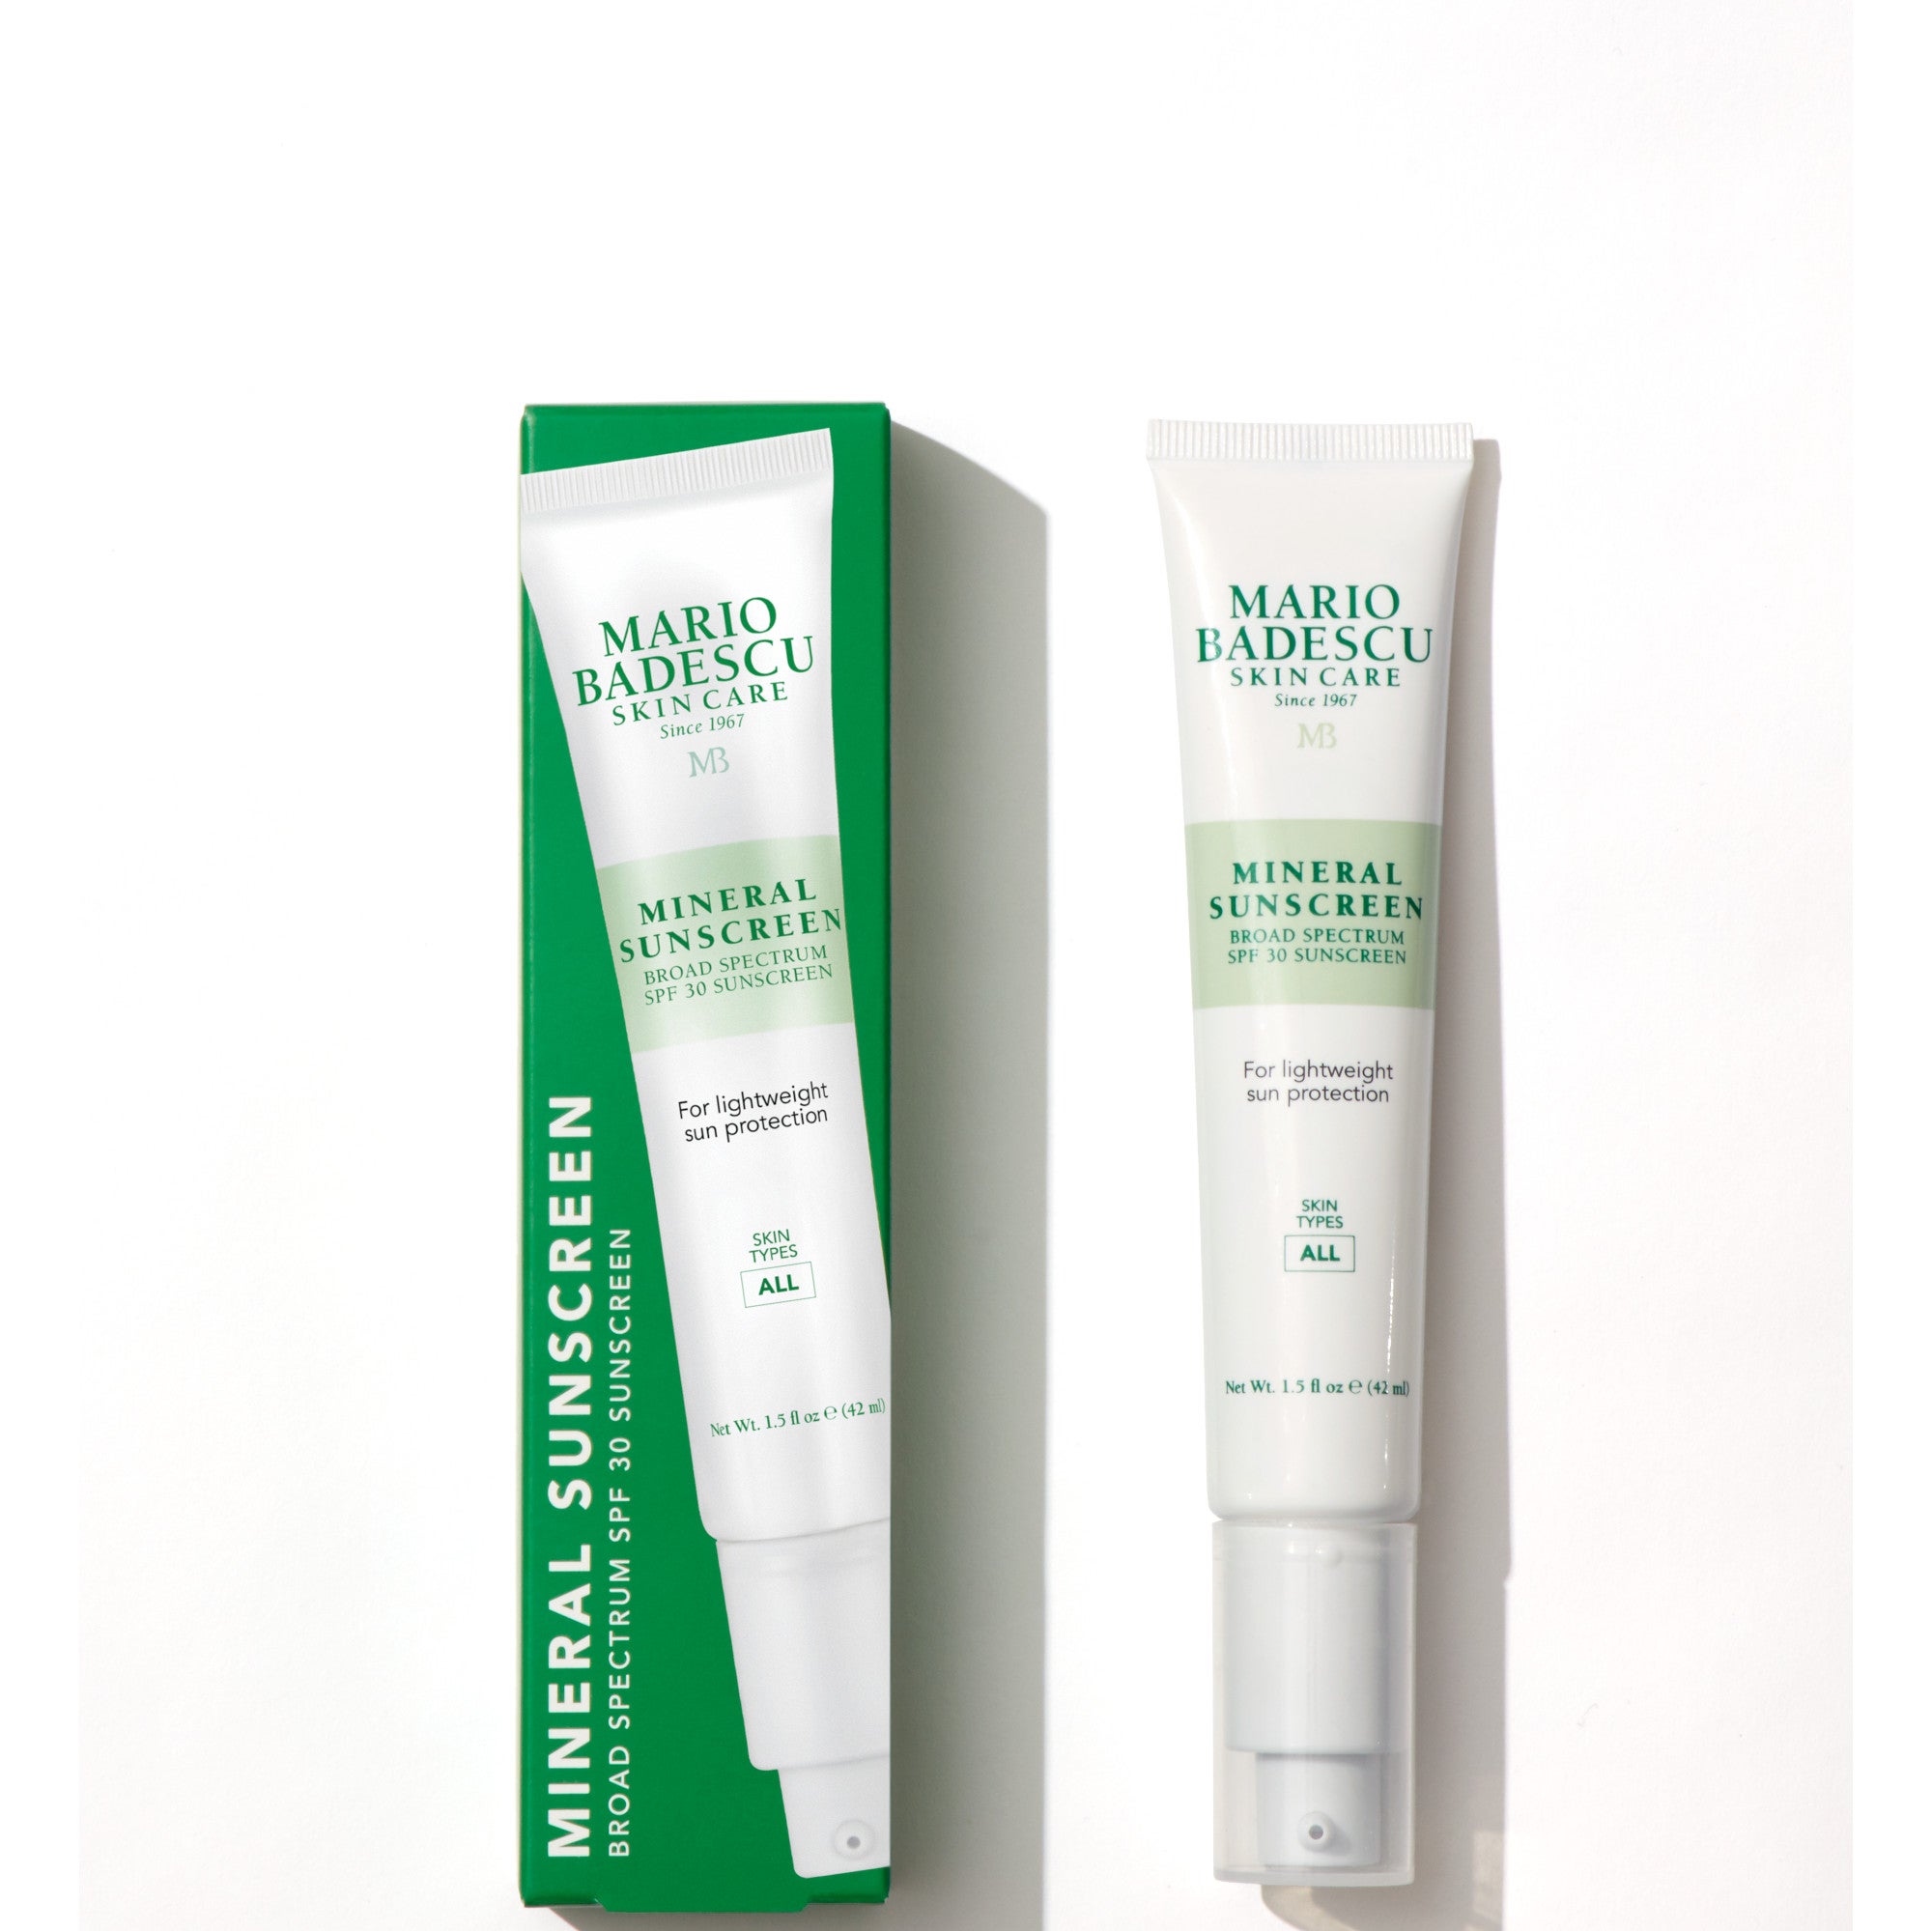 MARIO
BADESCU
SKIN CARE
Since 1967
MB
MINERAL
SUNSCREEN
BROAD SPECTRUM
SPF 30 SUNSCREEN
For lightweight
sun protection
SKIN
TYPES
ALL
Net Wt. 1.5 fl oz ℮ (42 ml)
MINERAL SUNSCREEN
BROAD SPECTRUM SPF 30 SUNSCREEN
MARIO
BADESCU
SKIN CARE
Since 1967
MB
MINERAL
SUNSCREEN
BROAD SPECTRUM
SPF 30 SUNSCREEN
For lightweight
sun protection
SKIN
TYPES
ALL
Net Wt. 1.5 fl oz ℮ (42 ml)